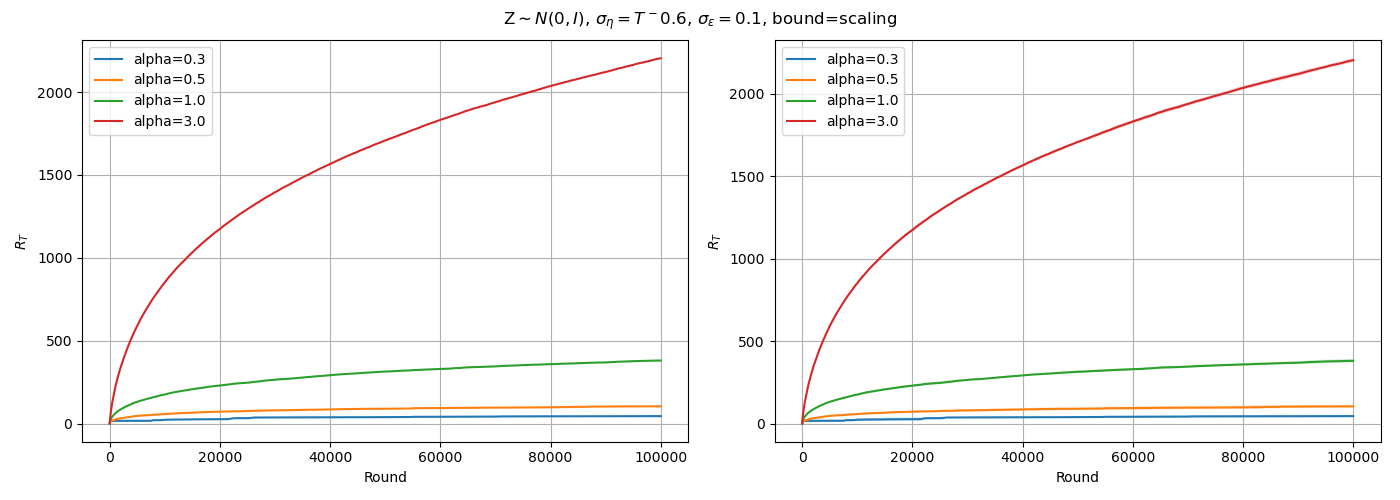 Z ~ N(0, I), σ_η = T^−0.6, σ_ε = 0.1, bound=scaling
alpha=0.3
alpha=0.5
alpha=1.0
alpha=3.0
R_T
2000
1500
1000
500
0
0
20000
40000
60000
80000
100000
Round
alpha=0.3
alpha=0.5
alpha=1.0
alpha=3.0
R_T
2000
1500
1000
500
0
0
20000
40000
60000
80000
100000
Round